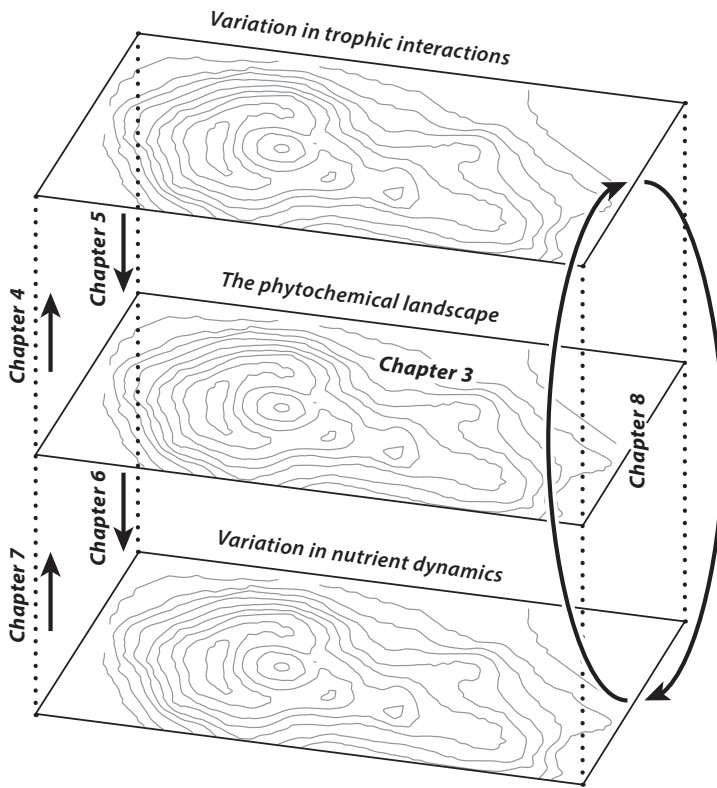 Variation in trophic interactions
Chapter 5
Chapter 4
The phytochemical landscape
Chapter 3
Chapter 8
Chapter 6
Chapter 7
Variation in nutrient dynamics